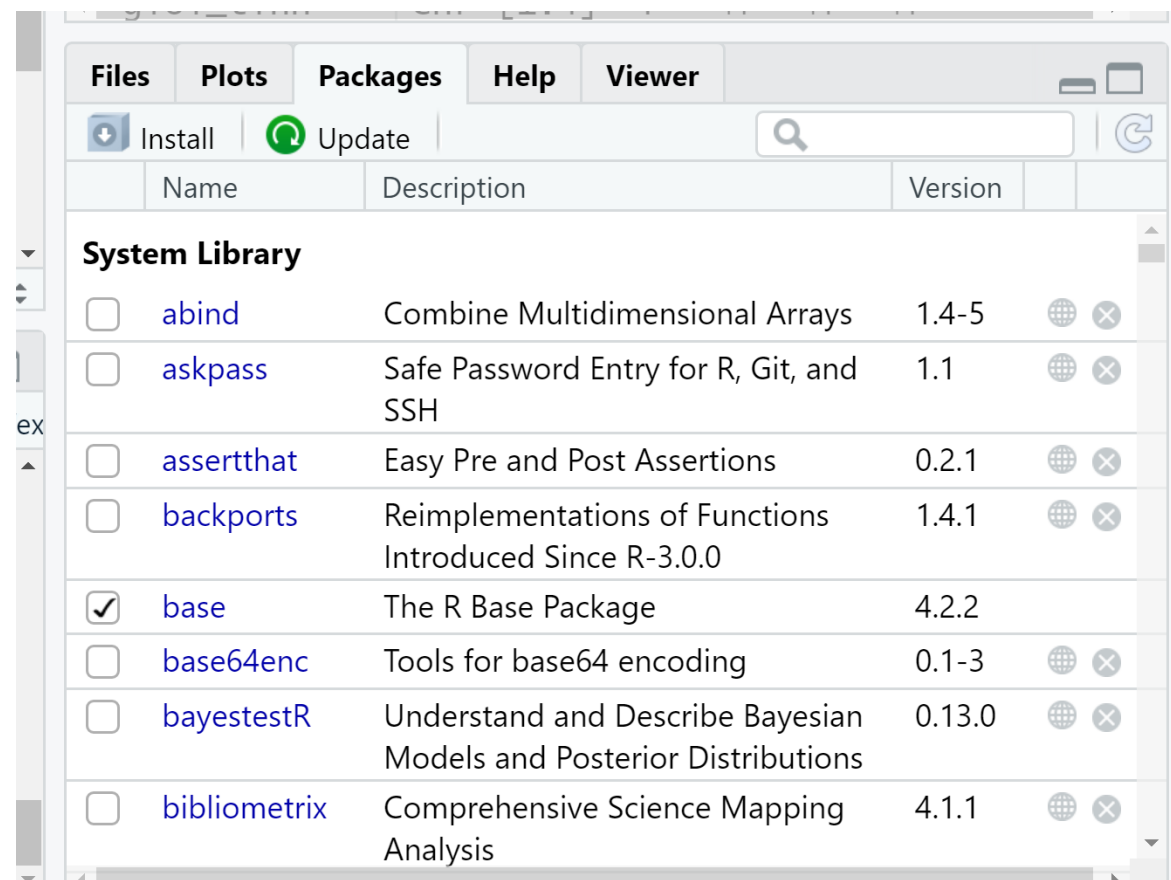 Files Plots Packages Help Viewer
Install Update
Name Description Version
System Library
abind Combine Multidimensional Arrays 1.4-5
askpass Safe Password Entry for R, Git, and 1.1
SSH
assertthat Easy Pre and Post Assertions 0.2.1
backports Reimplementations of Functions 1.4.1
Introduced Since R-3.0.0
base The R Base Package 4.2.2
base64enc Tools for base64 encoding 0.1-3
bayestestR Understand and Describe Bayesian 0.13.0
Models and Posterior Distributions
bibliometrix Comprehensive Science Mapping 4.1.1
Analysis
ex